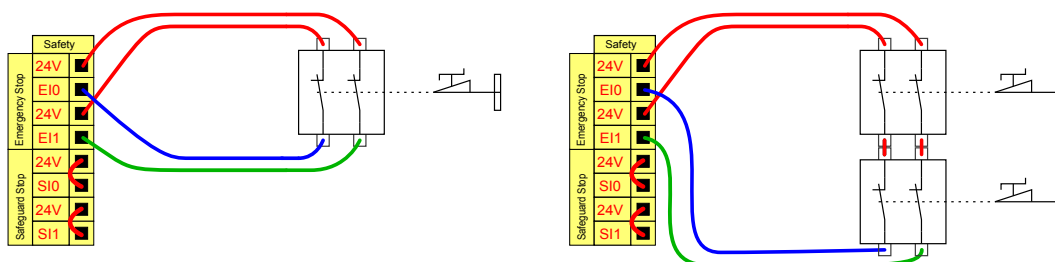 Safety
Emergency Stop
24V
EI0
24V
EI1
Safeguard Stop
24V
SI0
24V
SI1
Safety
Emergency Stop
24V
EI0
24V
EI1
Safeguard Stop
24V
SI0
24V
SI1